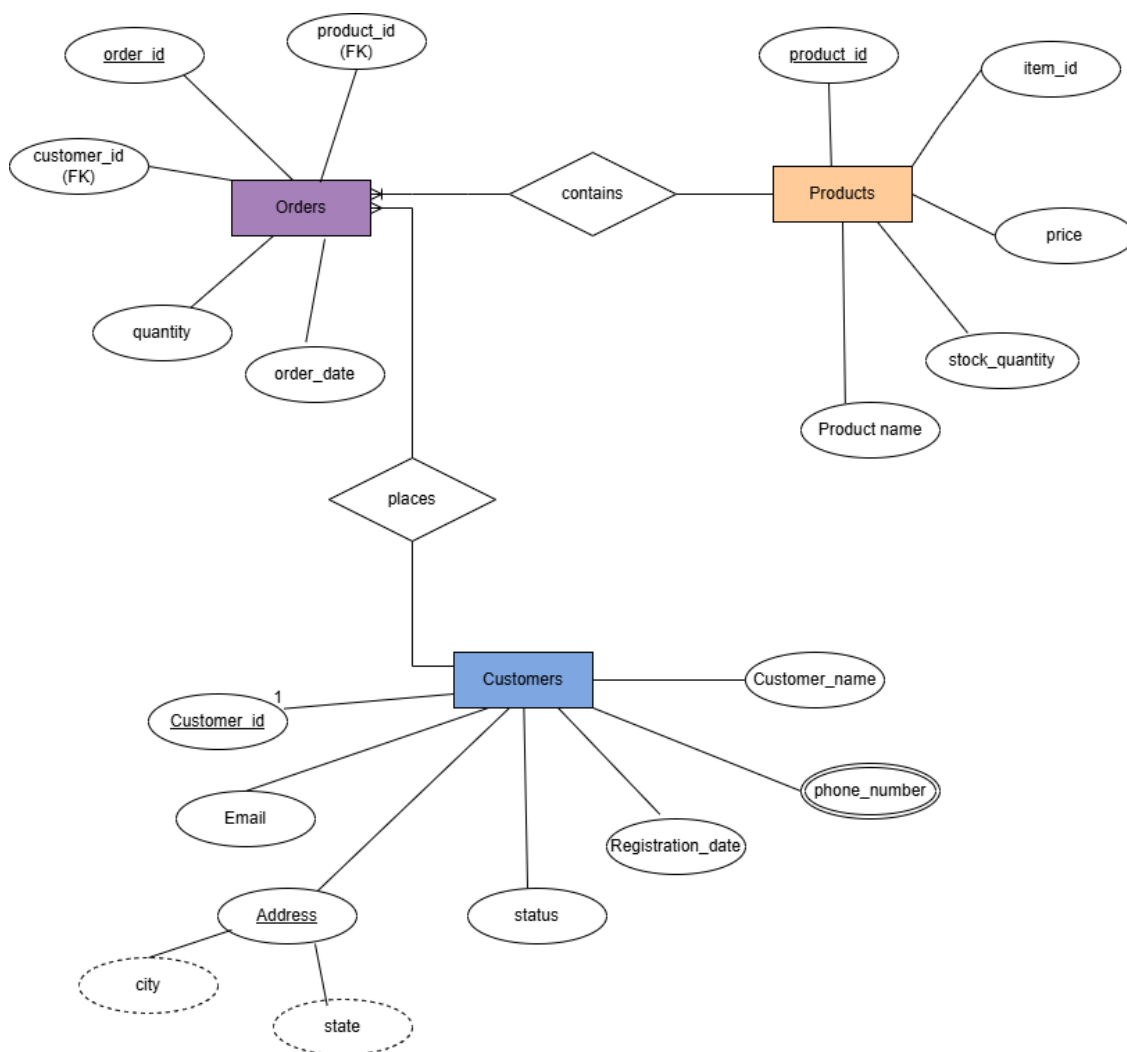 product_id
(FK)
order_id
product_id
item_id
customer_id
(FK)
Orders
contains
Products
price
quantity
order_date
stock_quantity
Product name
places
Customers
Customer_name
1
Customer_id
phone_number
Email
Registration_date
Address
status
city
state